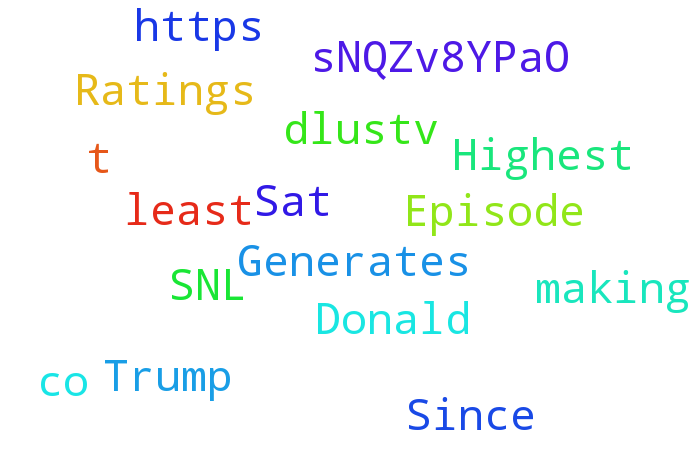 https
sNQZv8YPaO
Ratings
dlustv
t
Highest
least
Sat
Episode
Generates
SNL
making
Donald
co
Trump
Since